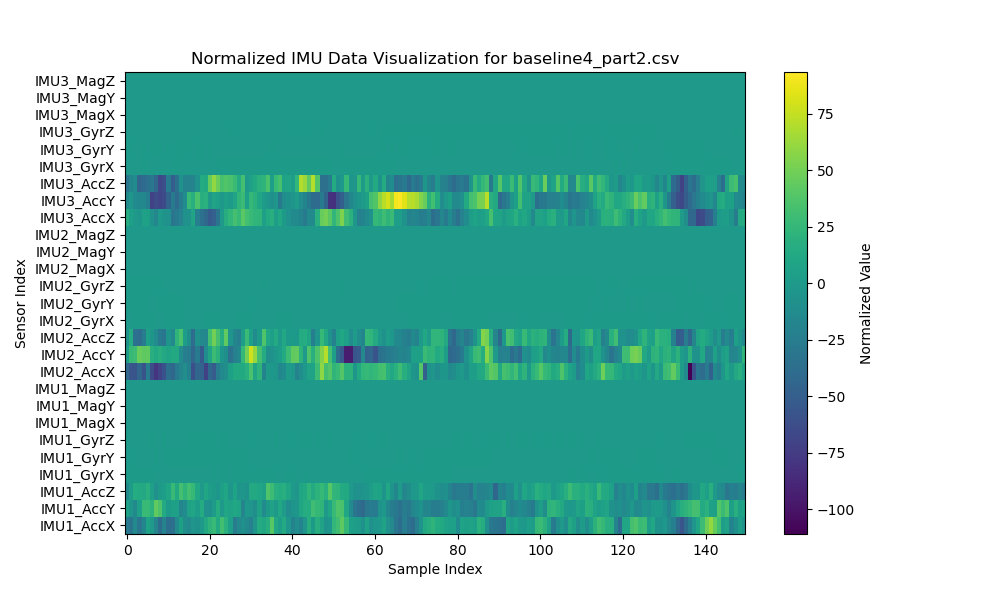 Normalized IMU Data Visualization for baseline4_part2.csv
Sensor Index
IMU3_MagZ
IMU3_MagY
IMU3_MagX
IMU3_GyrZ
IMU3_GyrY
IMU3_GyrX
IMU3_AccZ
IMU3_AccY
IMU3_AccX
IMU2_MagZ
IMU2_MagY
IMU2_MagX
IMU2_GyrZ
IMU2_GyrY
IMU2_GyrX
IMU2_AccZ
IMU2_AccY
IMU2_AccX
IMU1_MagZ
IMU1_MagY
IMU1_MagX
IMU1_GyrZ
IMU1_GyrY
IMU1_GyrX
IMU1_AccZ
IMU1_AccY
IMU1_AccX
0 20 40 60 80 100 120 140
Sample Index
75
50
25
0
−25
−50
−75
−100
Normalized Value